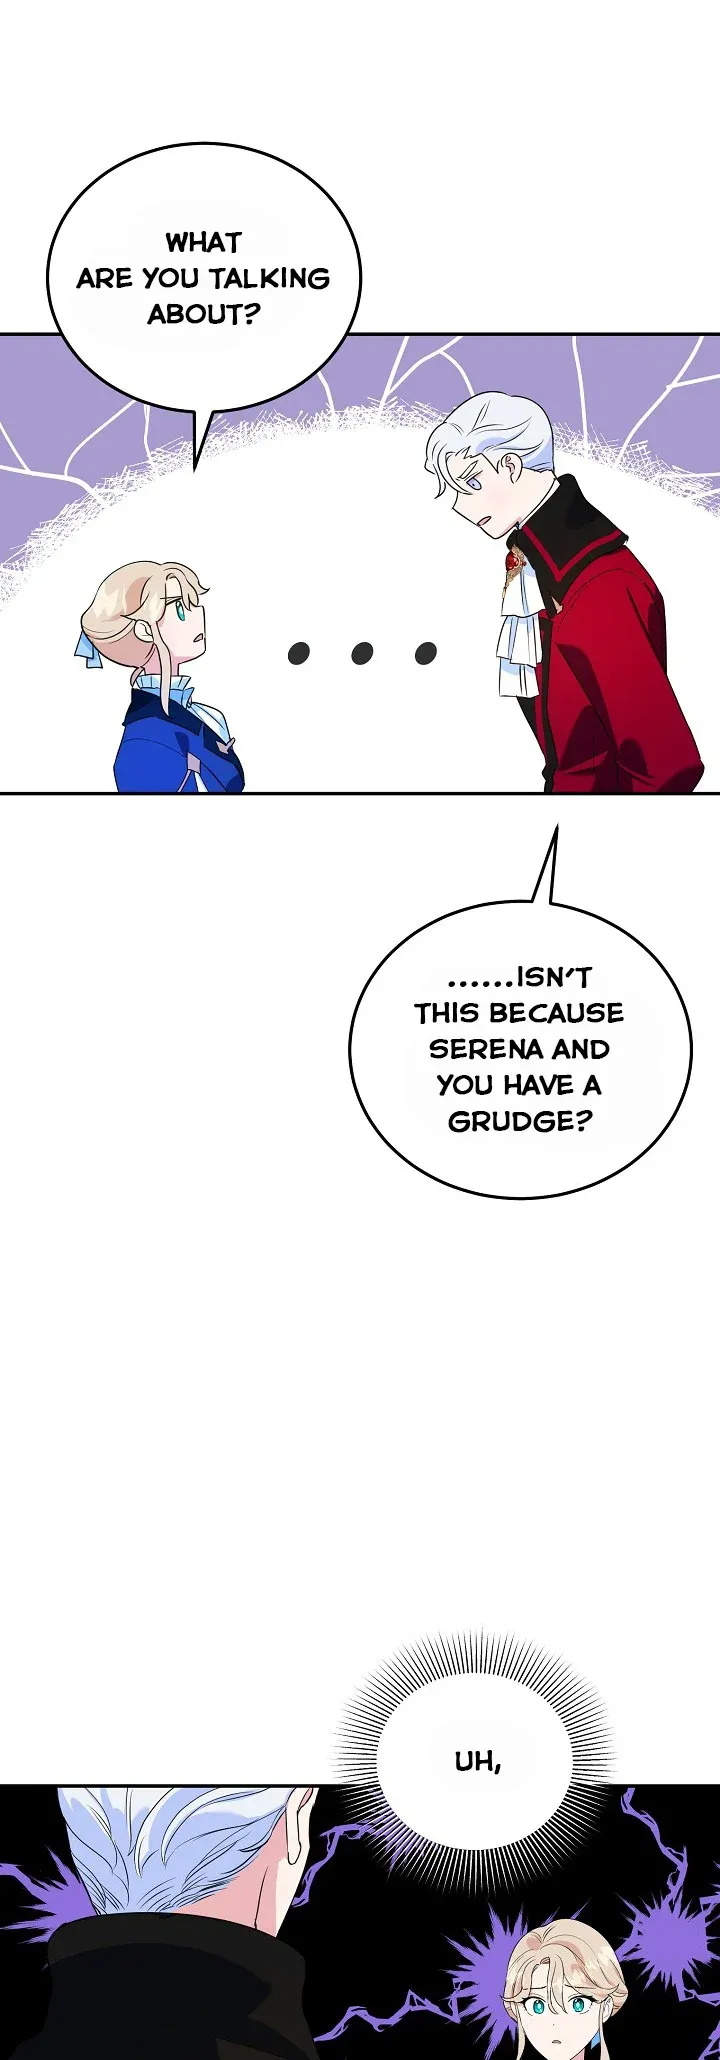 WHAT
ARE YOU TALKING
ABOUT?
......ISN'T
THIS BECAUSE
SERENA AND
YOU HAVE A
GRUDGE?
UH,